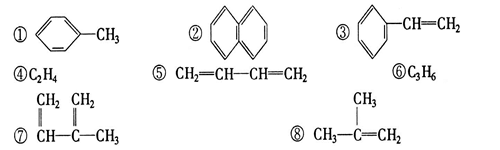 ① CH₃ ② ③ CH=CH₂
④C₂H₄ ⑤ CH₂=CH—CH=CH₂ ⑥C₃H₆
CH₂ CH₂ CH₃
⑦ CH—C—CH₃ ⑧ CH₃—C=CH₂